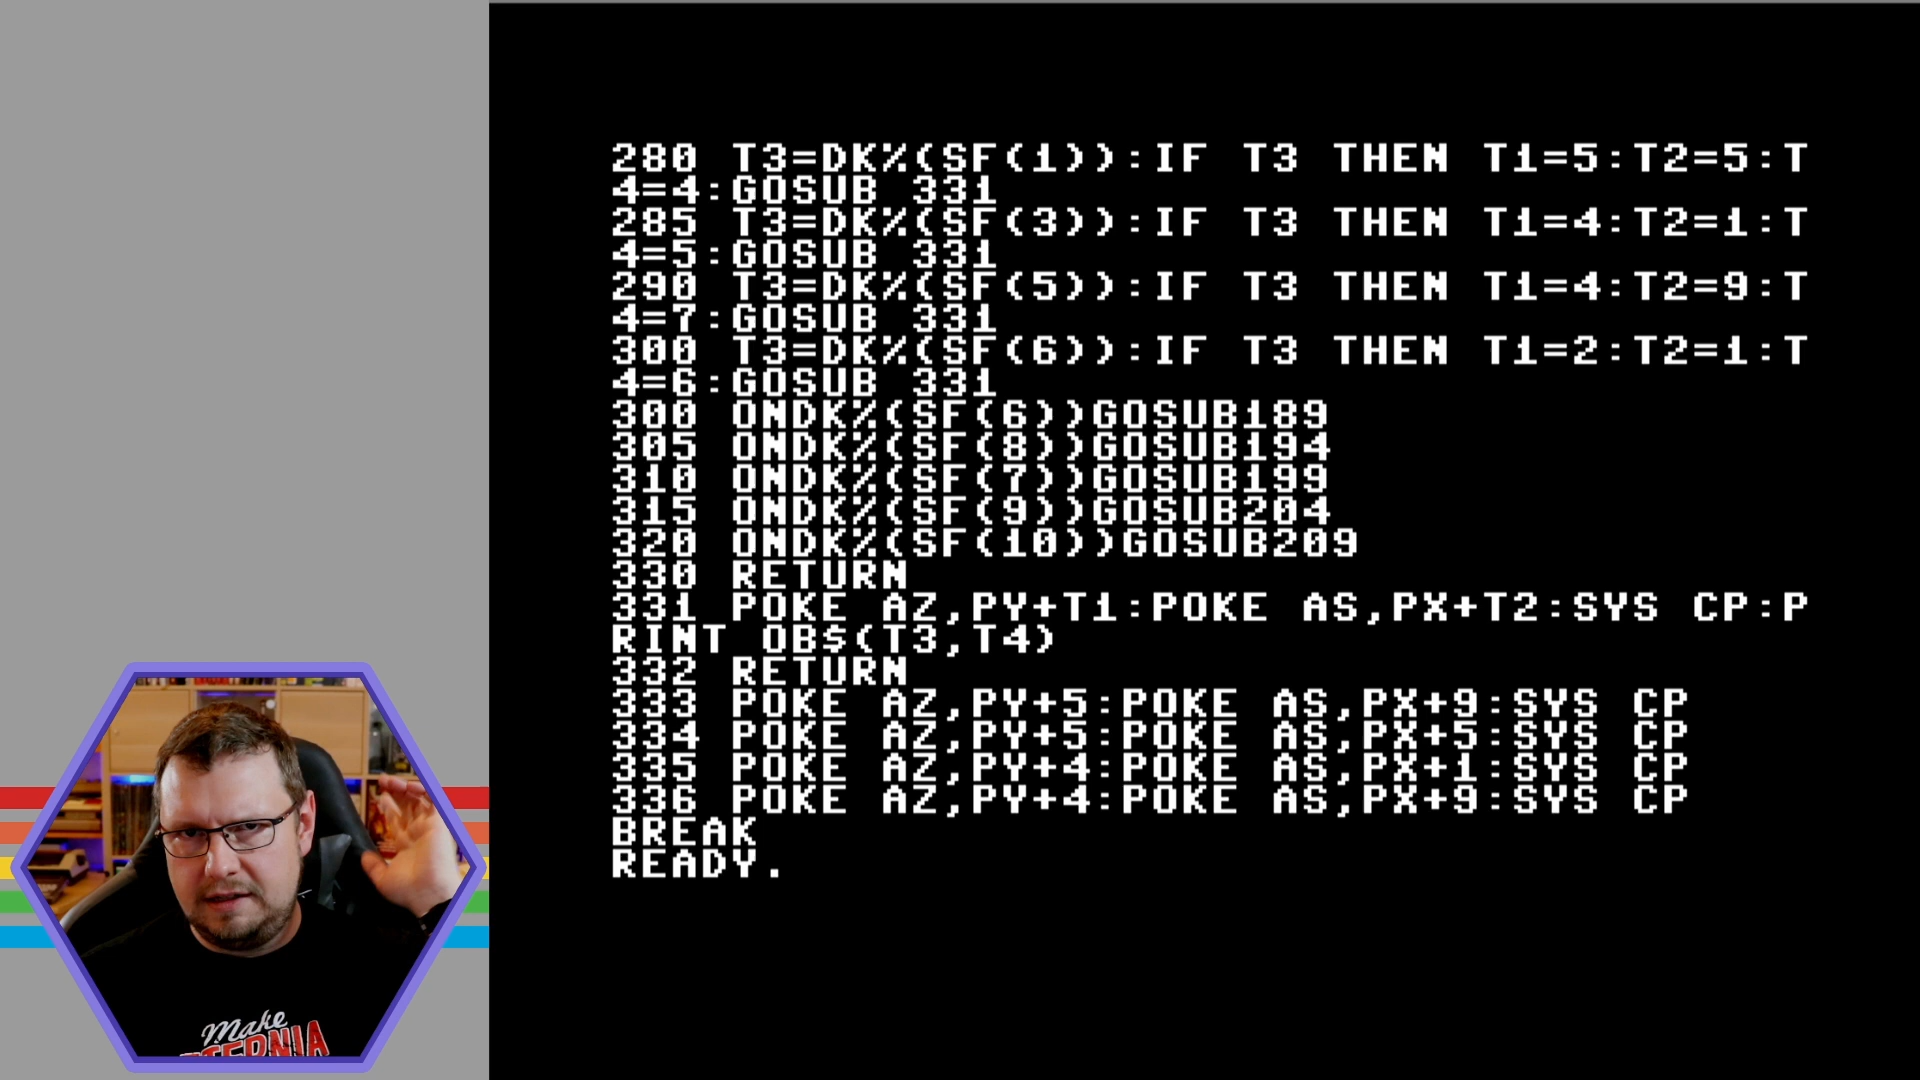 280 T3=DK%(SF(1)):IF T3 THEN T1=5:T2=5:T
4=4:GOSUB 331
285 T3=DK%(SF(3)):IF T3 THEN T1=4:T2=1:T
4=5:GOSUB 331
290 T3=DK%(SF(5)):IF T3 THEN T1=4:T2=9:T
4=7:GOSUB 331
300 T3=DK%(SF(6)):IF T3 THEN T1=2:T2=1:T
4=6:GOSUB 331
300 ONDK%(SF(6))GOSUB189
305 ONDK%(SF(8))GOSUB194
310 ONDK%(SF(7))GOSUB199
315 ONDK%(SF(9))GOSUB204
320 ONDK%(SF(10))GOSUB209
330 RETURN
331 POKE AZ,PY+T1:POKE AS,PX+T2:SYS CP:P
RINT OB$(T3,T4)
332 RETURN
333 POKE AZ,PY+5:POKE AS,PX+9:SYS CP
334 POKE AZ,PY+5:POKE AS,PX+5:SYS CP
335 POKE AZ,PY+4:POKE AS,PX+1:SYS CP
336 POKE AZ,PY+4:POKE AS,PX+9:SYS CP
BREAK
READY.
Make